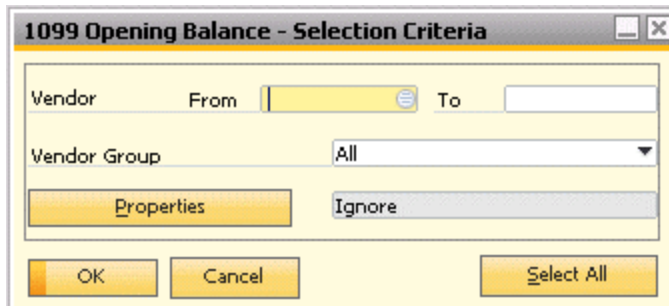 1099 Opening Balance - Selection Criteria
Vendor From To
Vendor Group All
Properties Ignore
OK Cancel Select All